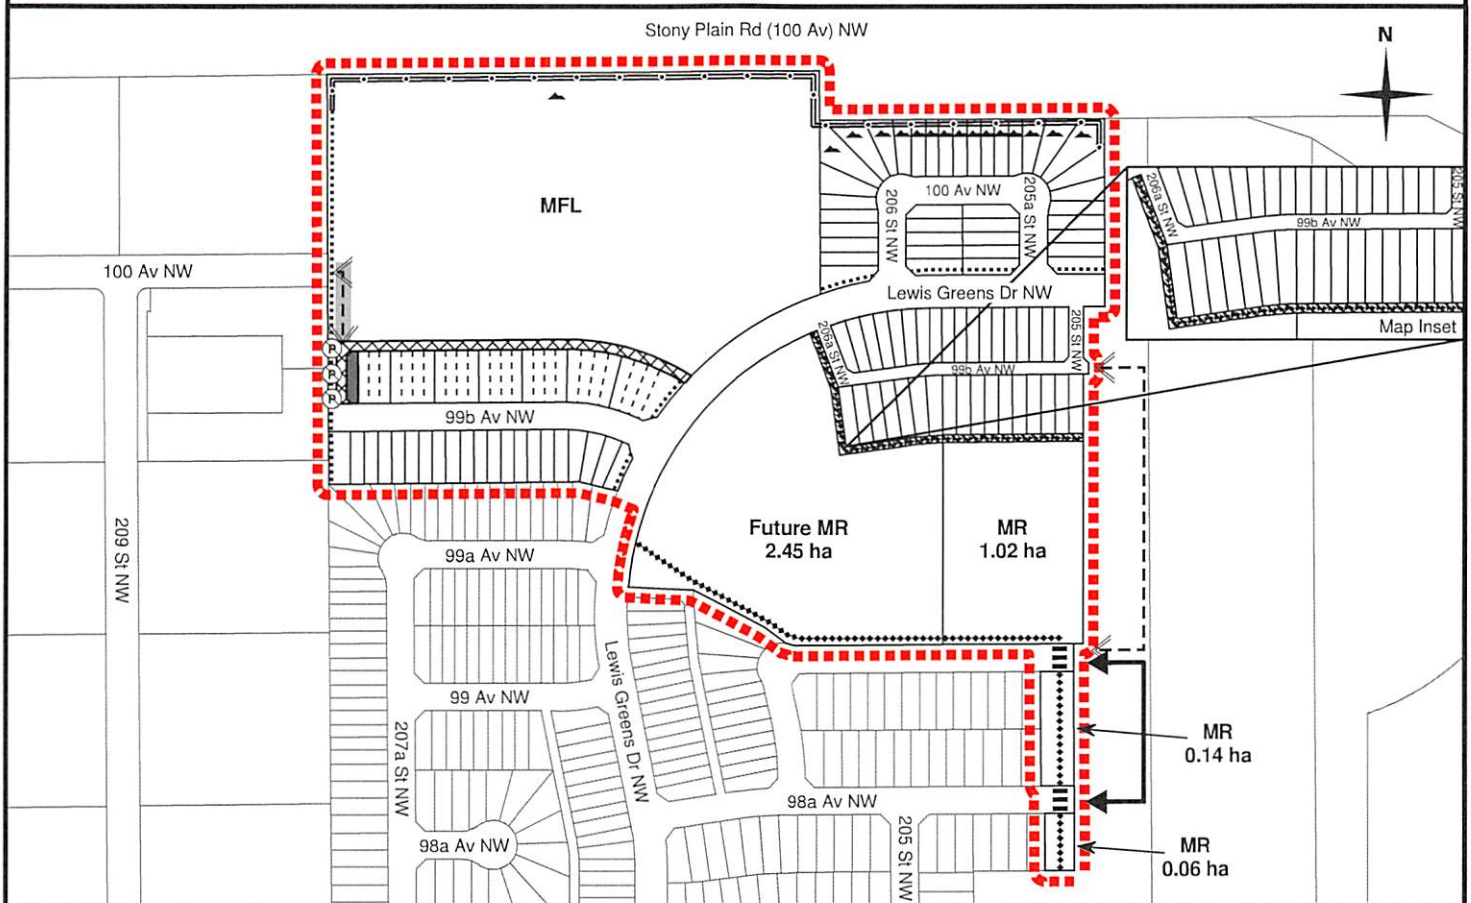 Stony Plain Rd (100 Av) NW
N
MFL
100 Av NW
206 St NW
205a St NW
206a St NW
99b Av NW
205 St NW
Map Inset
100 Av NW
Lewis Greens Dr NW
206a St NW
205 St NW
99b Av NW
P
P
P
99b Av NW
Future MR
2.45 ha
MR
1.02 ha
209 St NW
99a Av NW
Lewis Greens Dr NW
99 Av NW
207a St NW
MR
0.14 ha
98a Av NW
205 St NW
98a Av NW
MR
0.06 ha